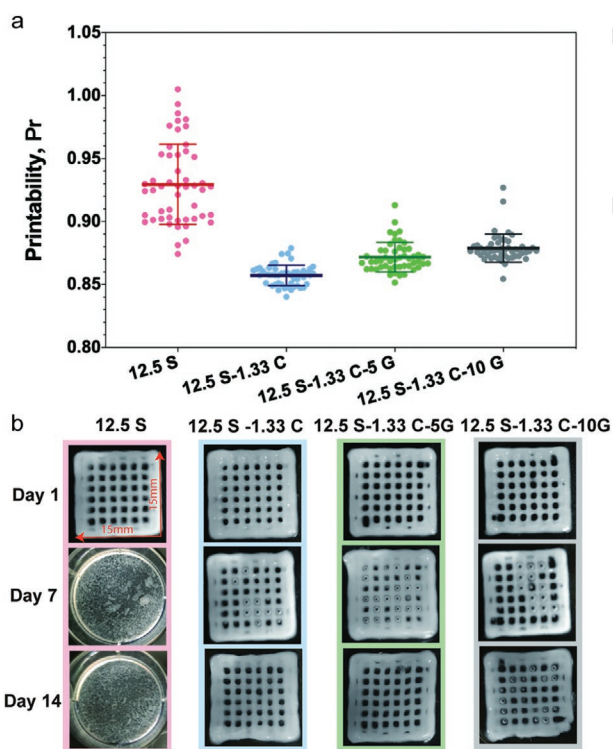 a
Printability, Pr
1.05
1.00
0.95
0.90
0.85
0.80
12.5 S
12.5 S-1.33 C
12.5 S-1.33 C-5 G
12.5 S-1.33 C-10 G
b
12.5 S
12.5 S -1.33 C
12.5 S-1.33 C-5G
12.5 S-1.33 C-10G
Day 1
15mm
15mm
Day 7
Day 14